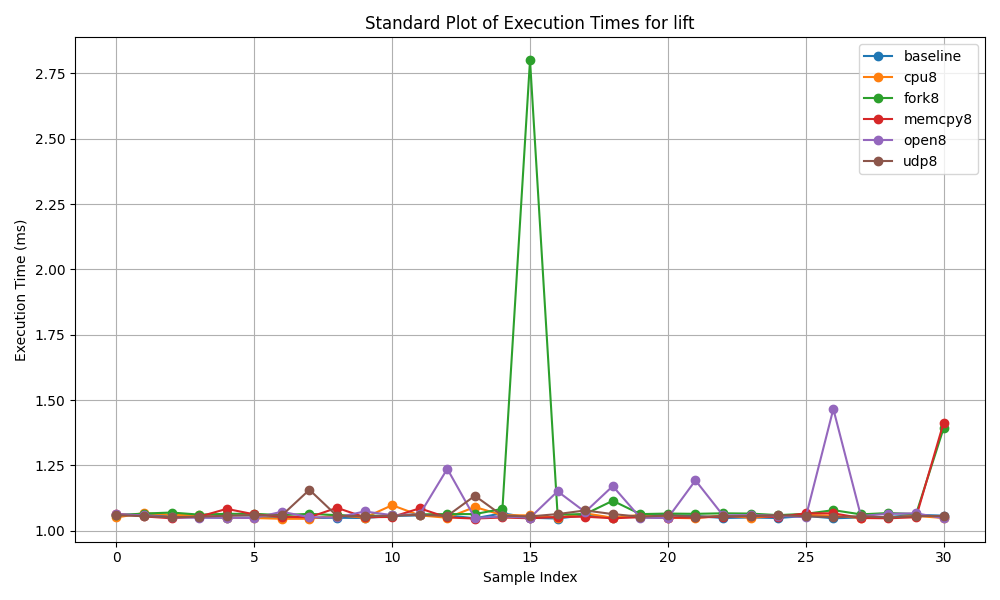 Standard Plot of Execution Times for lift
Execution Time (ms)
2.75
2.50
2.25
2.00
1.75
1.50
1.25
1.00
baseline
cpu8
fork8
memcpy8
open8
udp8
0
5
10
15
20
25
30
Sample Index